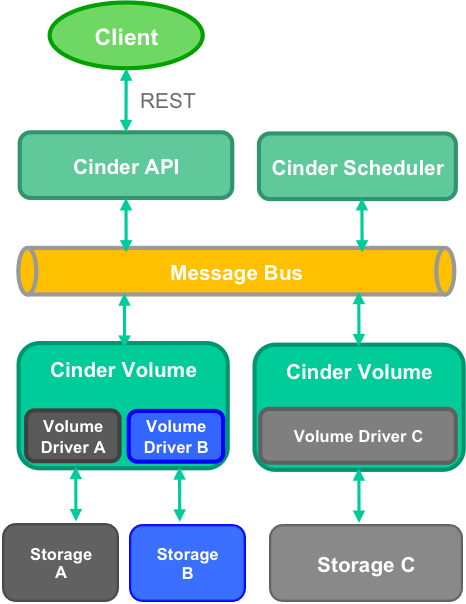 Client
REST
Cinder API
Cinder Scheduler
Message Bus
Cinder Volume
Volume
Driver A
Volume
Driver B
Cinder Volume
Volume Driver C
Storage
A
Storage
B
Storage C